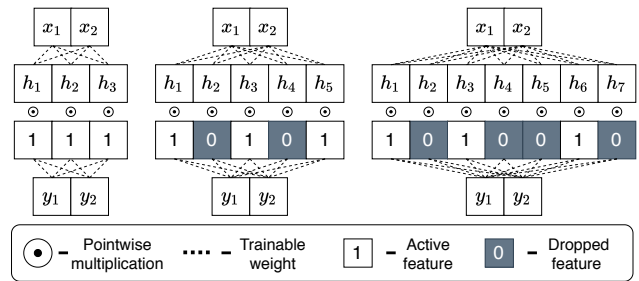 x1 x2 x1 x2 x1 x2
h1 h2 h3 h1 h2 h3 h4 h5 h1 h2 h3 h4 h5 h6 h7
1 1 1 1 0 1 0 1 1 0 1 0 0 1 0
y1 y2 y1 y2 y1 y2
Pointwise Trainable 1 Active 0 Dropped
multiplication weight feature feature